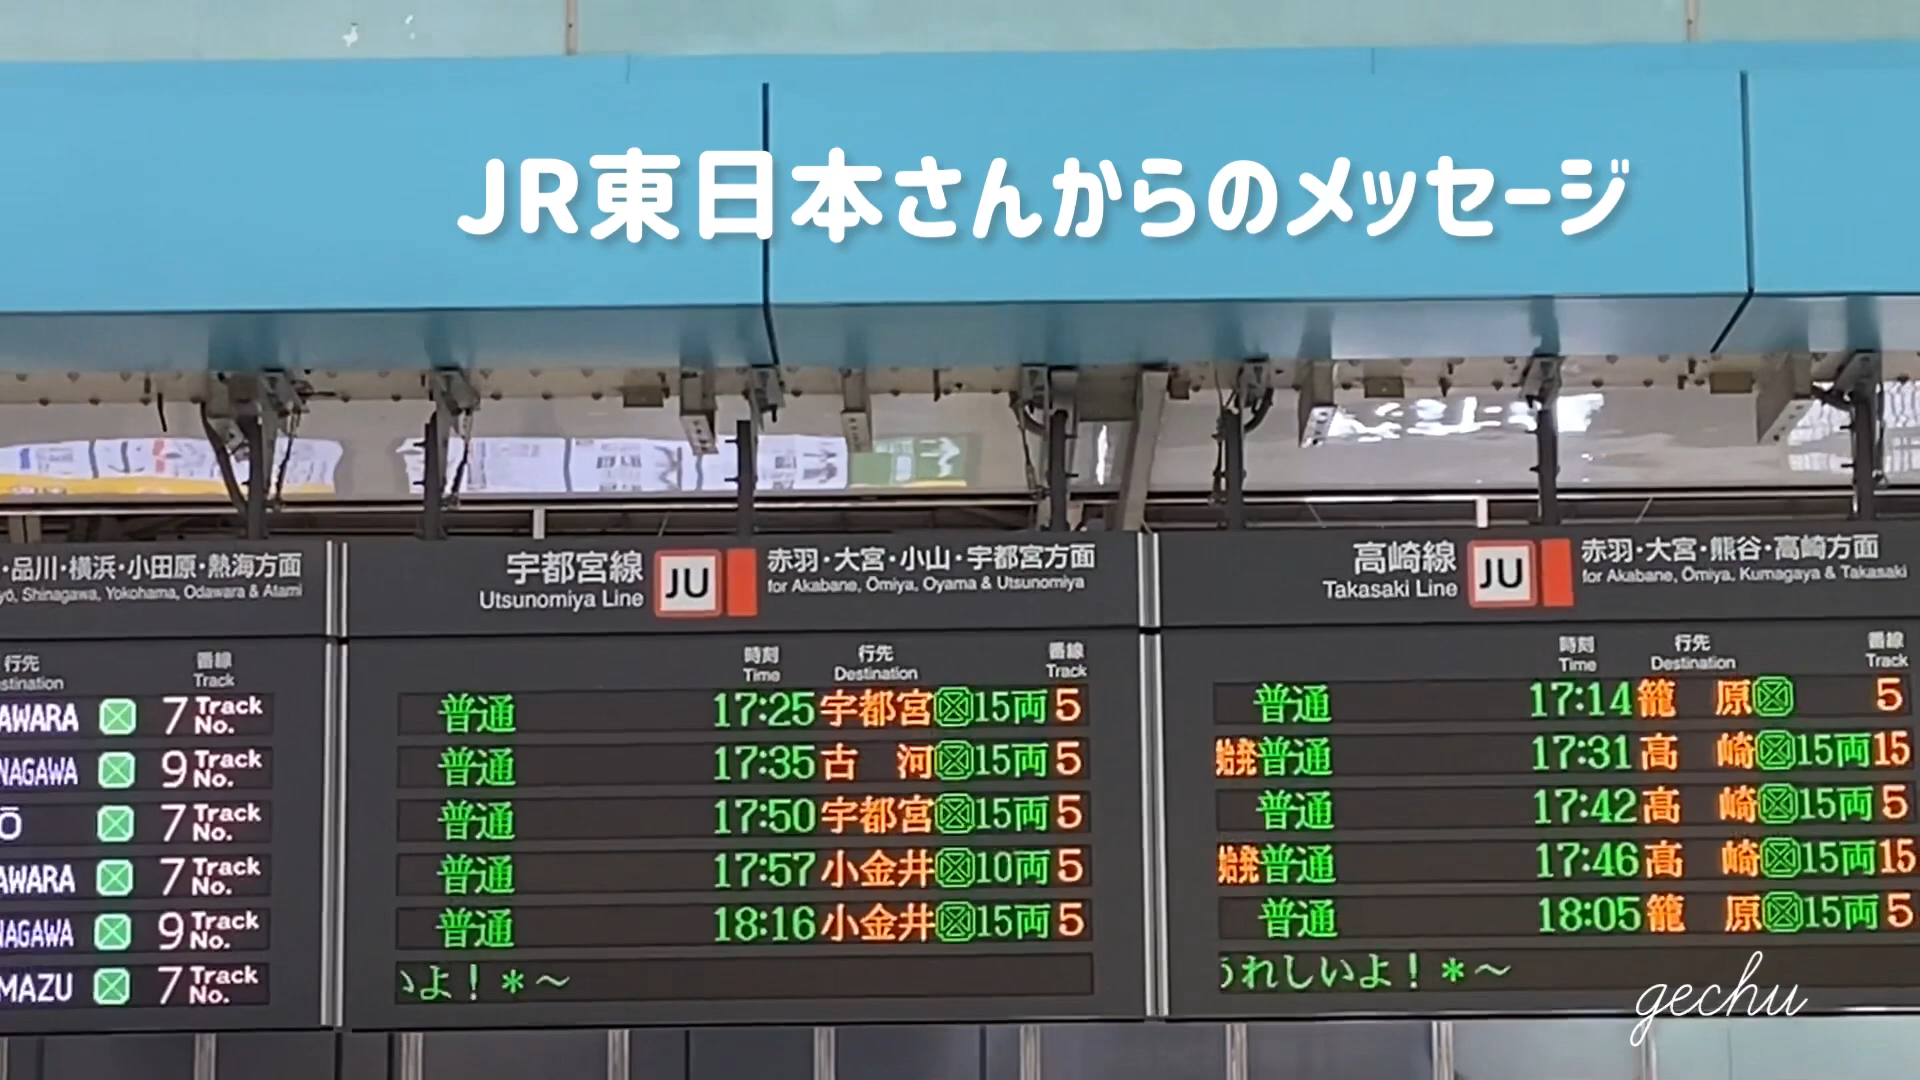 JR東日本さんからのメッセージ
・品川・横浜・小田原・熱海方面
Shinagawa, Yokohama, Odawara & Atami
行先 番線
Track
AWARA 7 Track No.
NAGAWA 9 Track No.
Ō 7 Track No.
AWARA 7 Track No.
NAGAWA 9 Track No.
MAZU 7 Track No.
宇都宮線 JU 赤羽・大宮・小山・宇都宮方面
Utsunomiya Line for Akabane, Ōmiya, Oyama & Utsunomiya
時刻 行先 番線
Time Destination Track
普通 17:25 宇都宮 15両 5
普通 17:35 古河 15両 5
普通 17:50 宇都宮 15両 5
普通 17:57 小金井 10両 5
普通 18:16 小金井 15両 5
いよ！＊～
高崎線 JU 赤羽・大宮・熊谷・高崎方面
Takasaki Line for Akabane, Ōmiya, Kumagaya & Takasaki
時刻 行先 番線
Time Destination Track
普通 17:14 籠原 5
始発 普通 17:31 高崎 15両 15
普通 17:42 高崎 15両 5
始発 普通 17:46 高崎 15両 15
普通 18:05 籠原 15両 5
うれしいよ！＊～
gechu